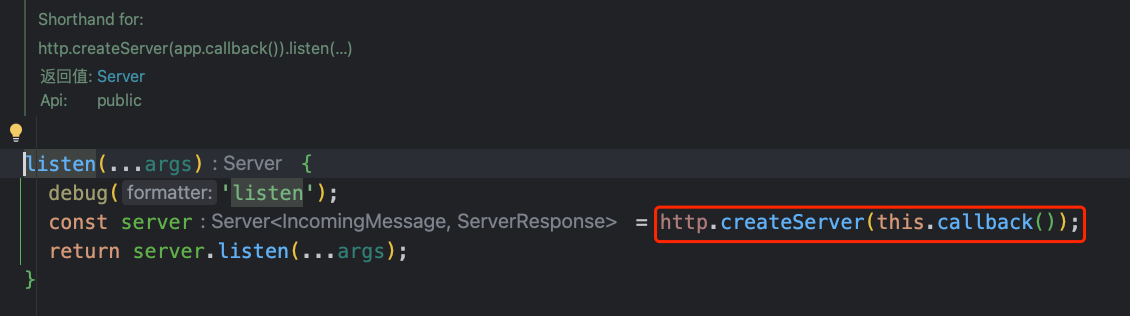 Shorthand for:
http.createServer(app.callback()).listen(...)
返回值: Server
Api: public
listen(...args) : Server {
debug( formatter: 'listen');
const server : Server<IncomingMessage, ServerResponse> = http.createServer(this.callback());
return server.listen(...args);
}